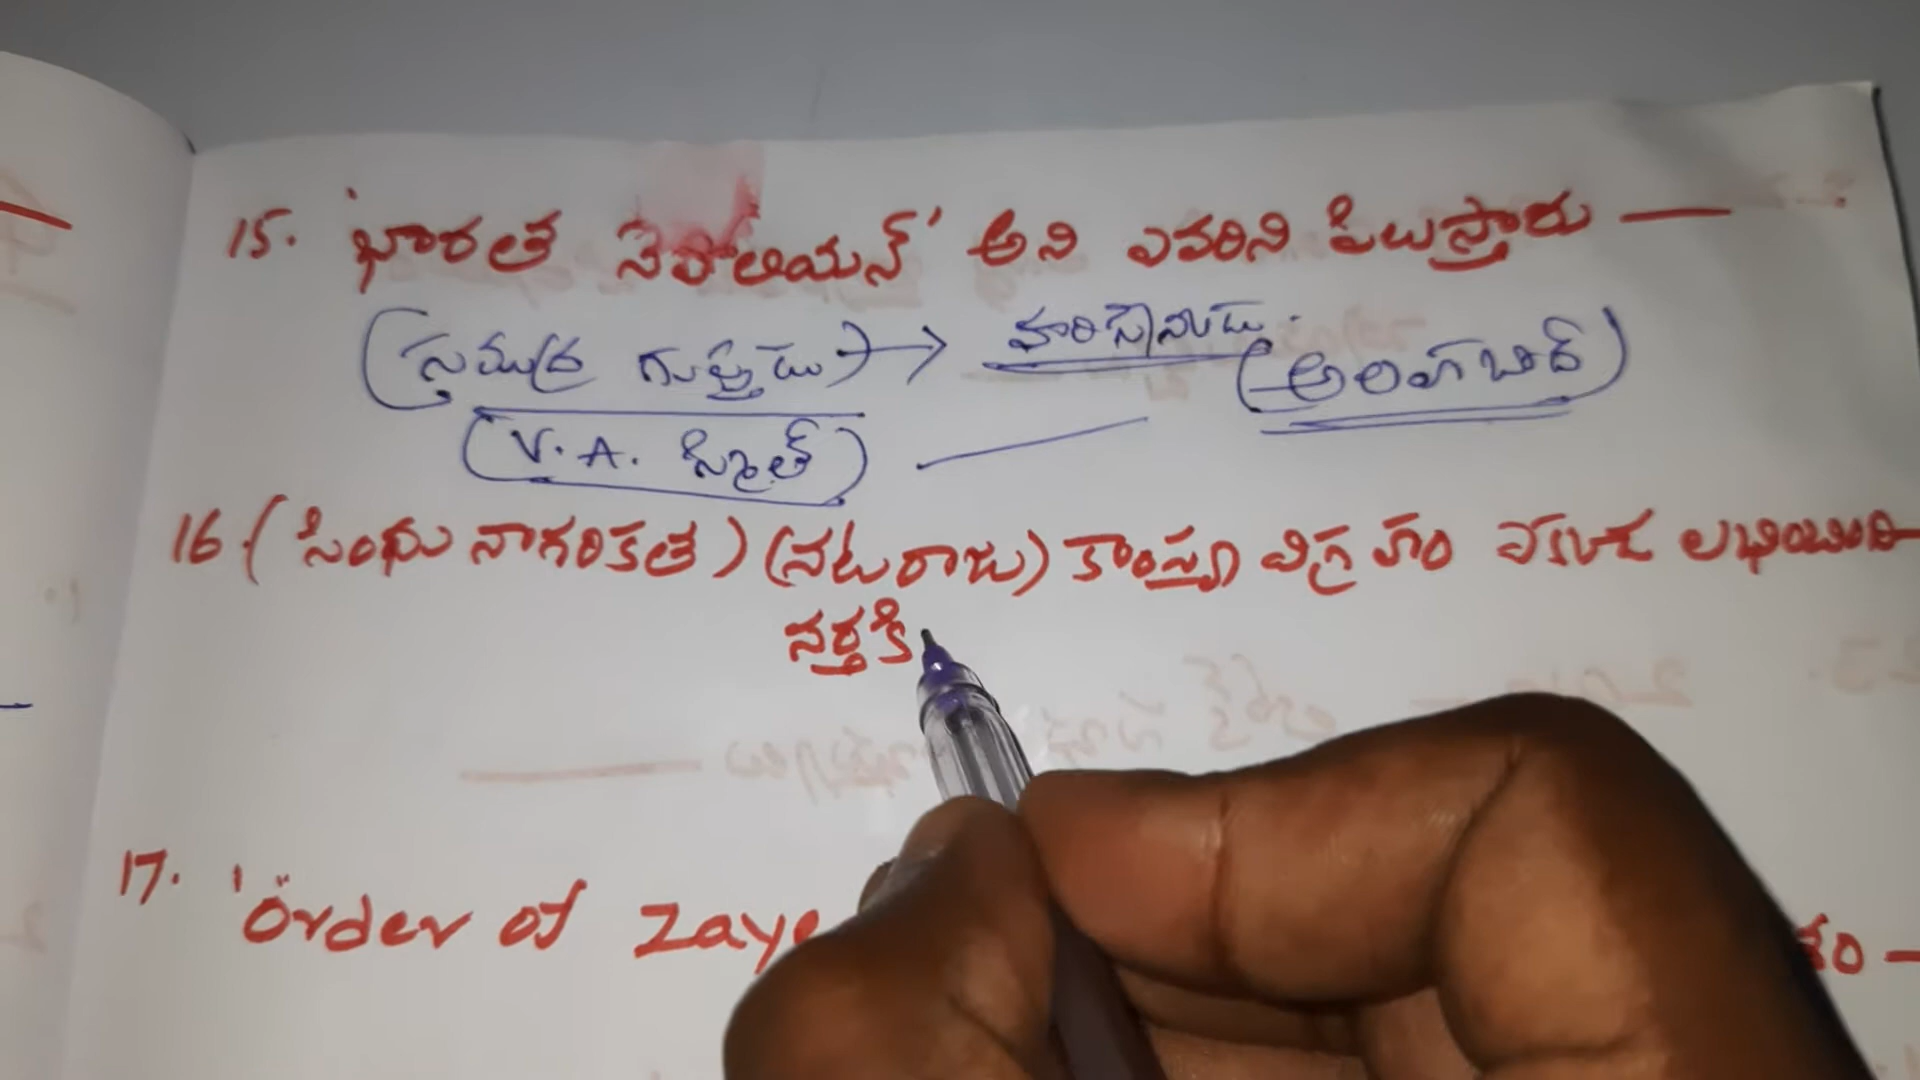 15. 'భారత నెపోలియన్' అని ఎవరిని పిలుస్తారు —
(సముద్ర గుప్తుడు) → హరిసేనుడు.
(అలహాబాద్)
(V.A. స్మిత్) —
16. (సింధు నాగరికత) (నటరాజు) కాంస్య విగ్రహం ఎక్కడ లభించింది -
నర్తకి
17. 'Order of Zaye